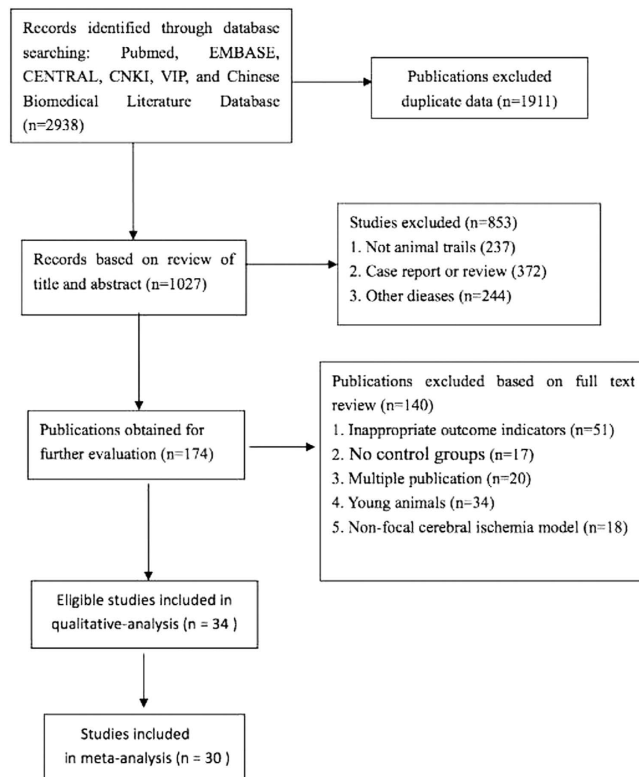 Records identified through database
searching: Pubmed, EMBASE,
CENTRAL, CNKI, VIP, and Chinese
Biomedical Literature Database
(n=2938)
Publications excluded
duplicate data (n=1911)
Records based on review of
title and abstract (n=1027)
Studies excluded (n=853)
1. Not animal trails (237)
2. Case report or review (372)
3. Other dieases (n=244)
Publications obtained for
further evaluation (n=174)
Publications excluded based on full text
review (n=140)
1. Inappropriate outcome indicators (n=51)
2. No control groups (n=17)
3. Multiple publication (n=20)
4. Young animals (n=34)
5. Non-focal cerebral ischemia model (n=18)
Eligible studies included in
qualitative-analysis (n = 34 )
Studies included
in meta-analysis (n = 30 )